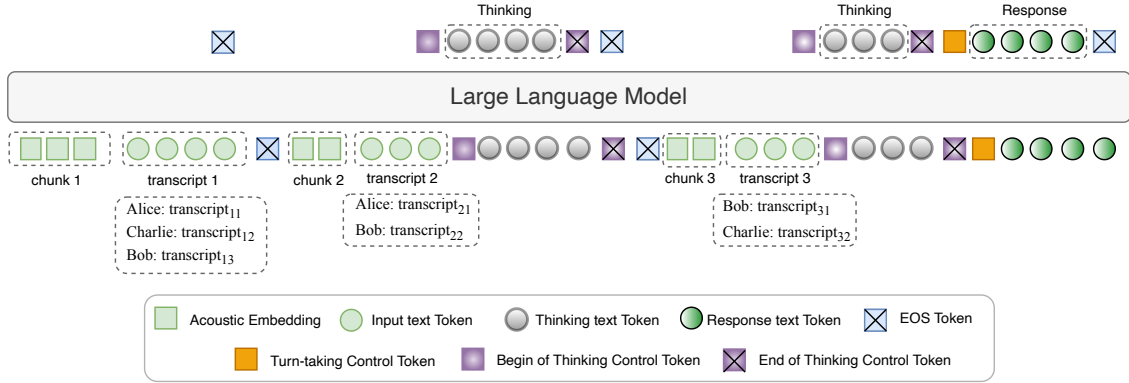 Thinking
Thinking
Response
Large Language Model
chunk 1
transcript 1
chunk 2
transcript 2
chunk 3
transcript 3
Alice: transcript11
Charlie: transcript12
Bob: transcript13
Alice: transcript21
Bob: transcript22
Bob: transcript31
Charlie: transcript32
Acoustic Embedding
Input text Token
Thinking text Token
Response text Token
EOS Token
Turn-taking Control Token
Begin of Thinking Control Token
End of Thinking Control Token